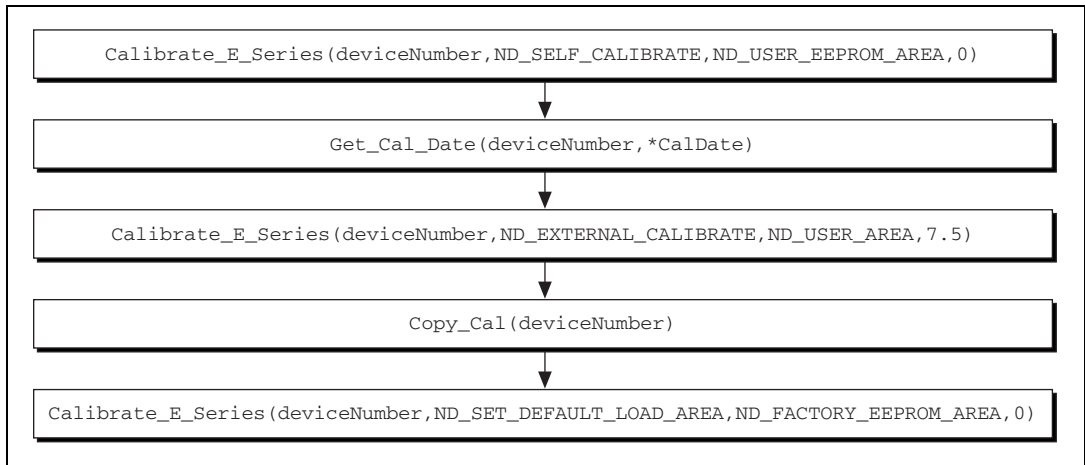 Calibrate_E_Series(deviceNumber,ND_SELF_CALIBRATE,ND_USER_EEPROM_AREA,0)
Get_Cal_Date(deviceNumber,*CalDate)
Calibrate_E_Series(deviceNumber,ND_EXTERNAL_CALIBRATE,ND_USER_AREA,7.5)
Copy_Cal(deviceNumber)
Calibrate_E_Series(deviceNumber,ND_SET_DEFAULT_LOAD_AREA,ND_FACTORY_EEPROM_AREA,0)